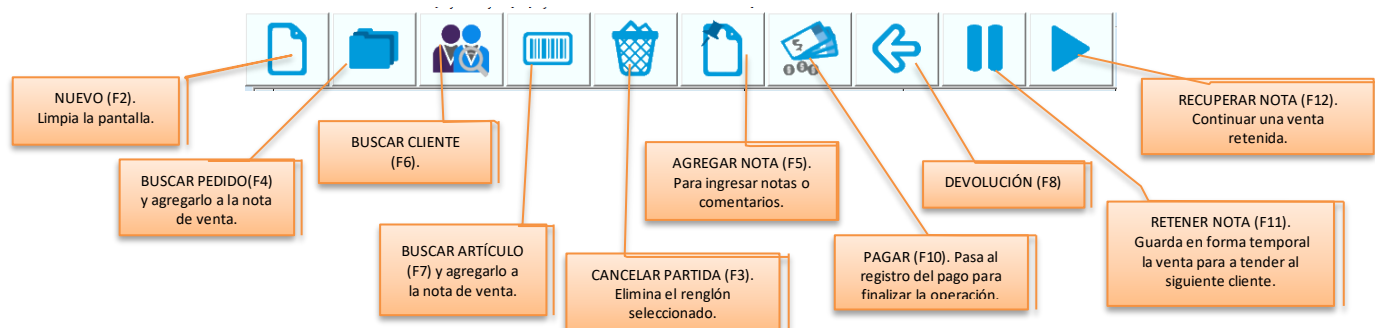 NUEVO (F2).
Limpia la pantalla.
BUSCAR PEDIDO(F4)
y agregarlo a la nota
de venta.
BUSCAR CLIENTE
(F6).
BUSCAR ARTÍCULO
(F7) y agregarlo a
la nota de venta.
CANCELAR PARTIDA (F3).
Elimina el renglón
seleccionado.
AGREGAR NOTA (F5).
Para ingresar notas o
comentarios.
PAGAR (F10). Pasa al
registro del pago para
finalizar la operación.
DEVOLUCIÓN (F8)
RETENER NOTA (F11).
Guarda en forma temporal
la venta para a tender al
siguiente cliente.
RECUPERAR NOTA (F12).
Continuar una venta
retenida.